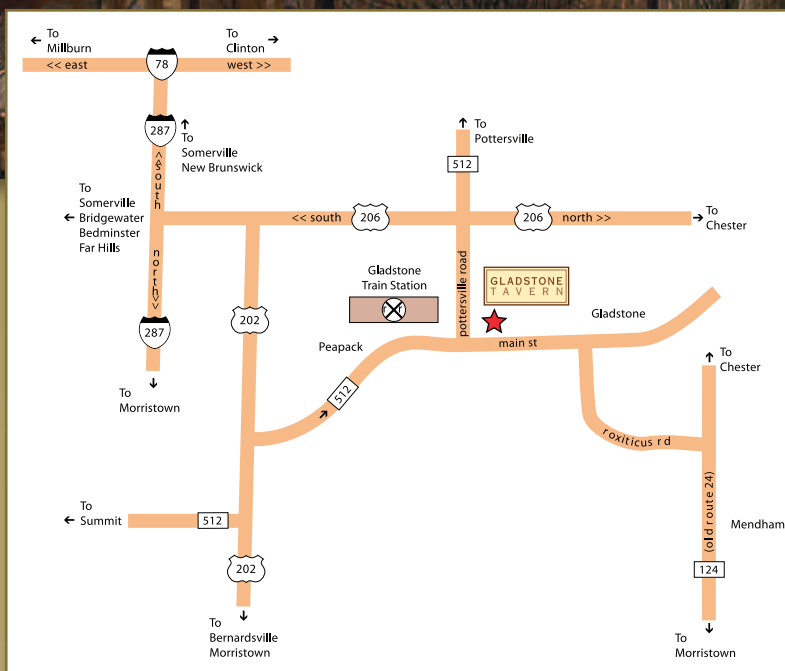 To
Millburn
To
Clinton
<< east
78
west >>
287
To
Somerville
New Brunswick
<<south
To
Pottersville
512
To
Somerville
Bridgewater
Bedminster
Far Hills
<< south
206
206
north >>
To
Chester
north>>
287
To
Morristown
202
Gladstone
Train Station
pottersville road
GLADSTONE
TAVERN
Gladstone
Peapack
main st
512
To
Chester
roxiticus rd
To
Summit
512
202
(old route 24)
Mendham
124
To
Bernardsville
Morristown
To
Morristown